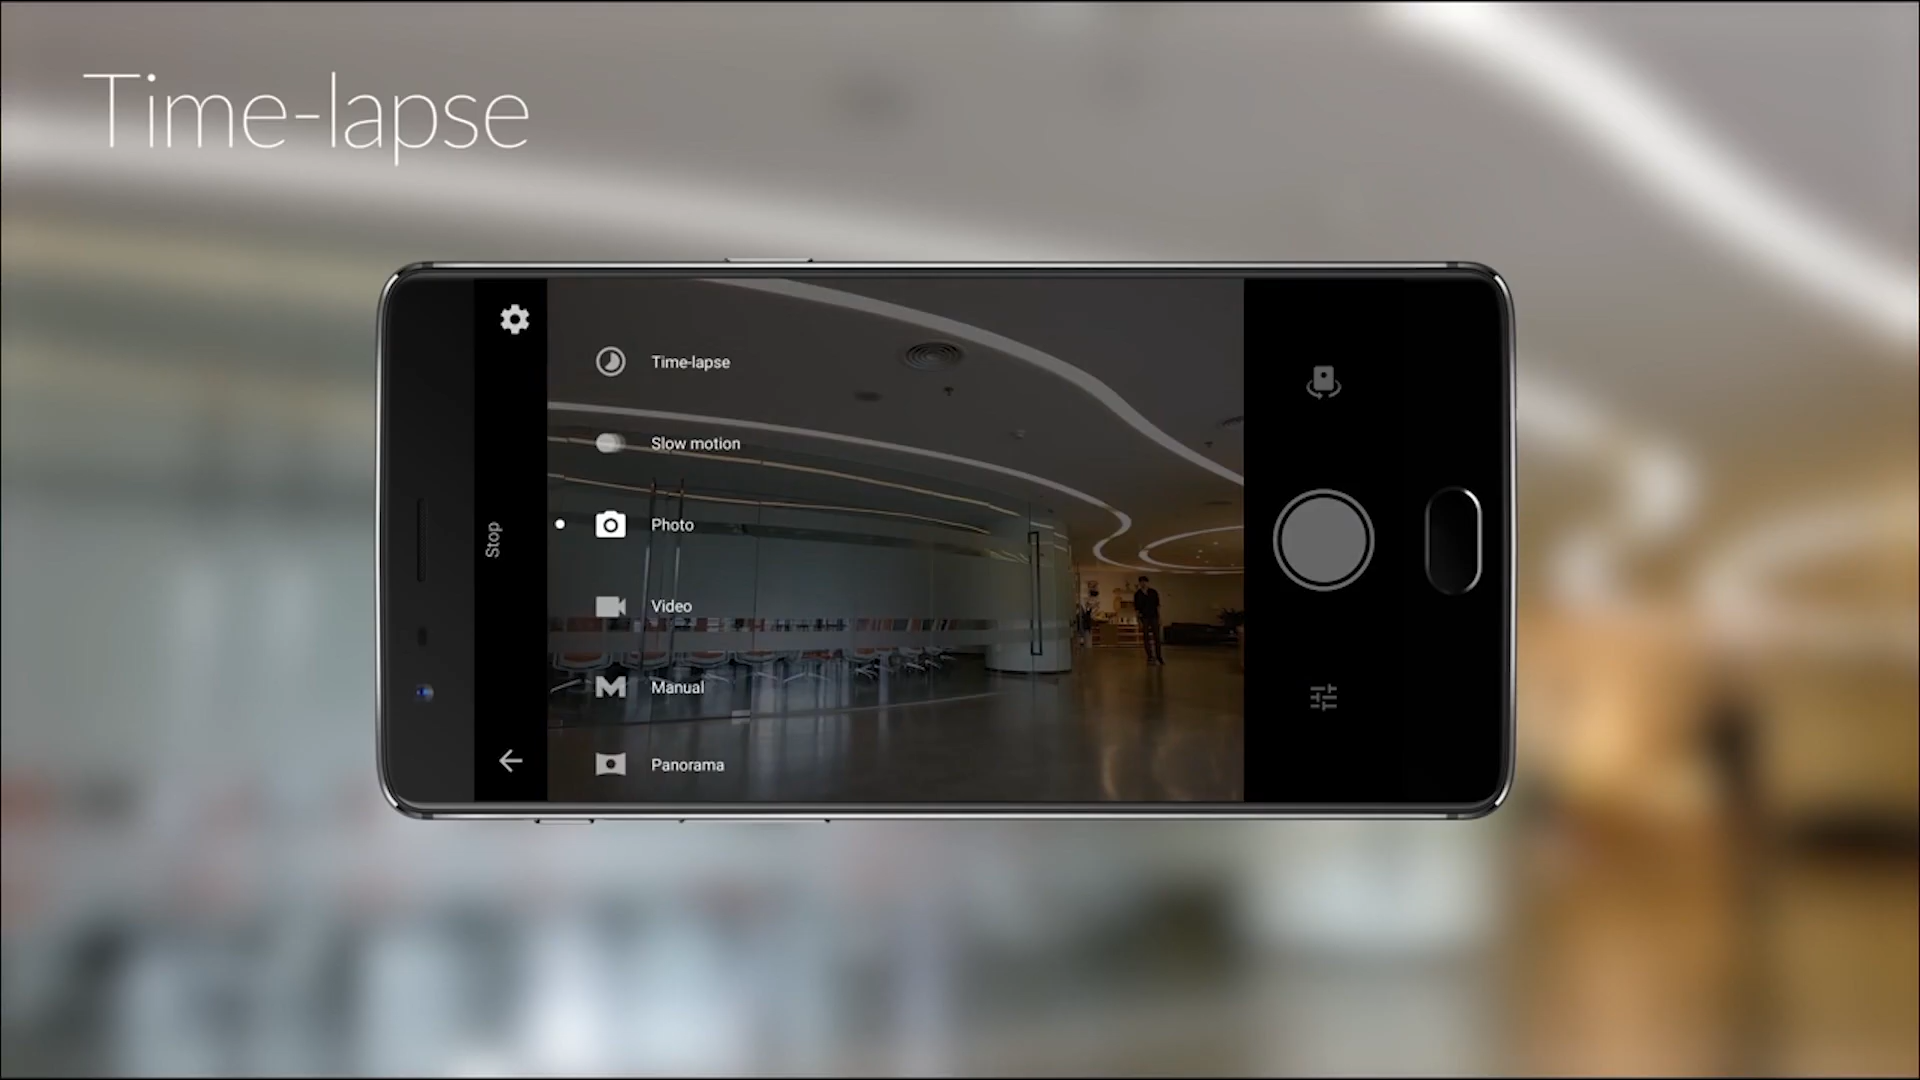 Time-lapse
Time-lapse
Slow motion
Photo
Stop
Video
Manual
Panorama